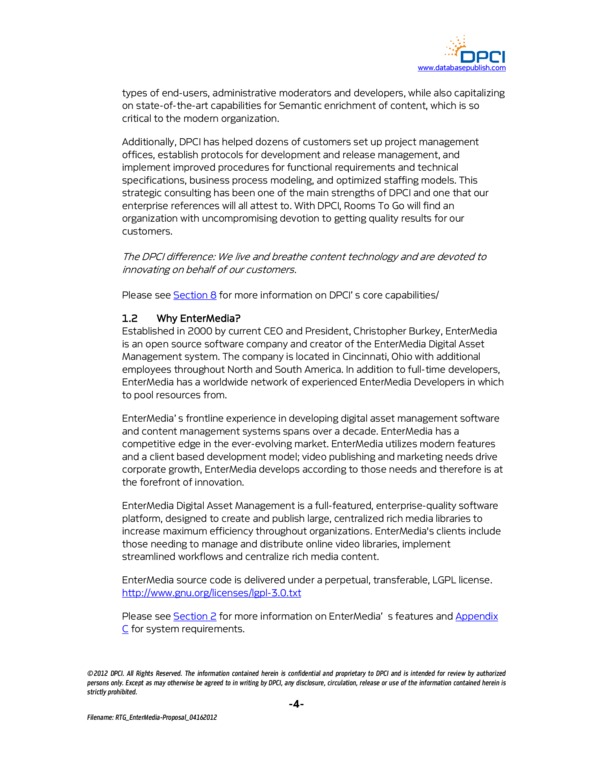 DPCI
www.databasepublish.com
types of end-users, administrative moderators and developers, while also capitalizing
on state-of-the-art capabilities for Semantic enrichment of content, which is so
critical to the modern organization.
Additionally, DPCI has helped dozens of customers set up project management
offices, establish protocols for development and release management, and
implement improved procedures for functional requirements and technical
specifications, business process modeling, and optimized staffing models. This
strategic consulting has been one of the main strengths of DPCI and one that our
enterprise references will all attest to. With DPCI, Rooms To Go will find an
organization with uncompromising devotion to getting quality results for our
customers.
The DPCI difference: We live and breathe content technology and are devoted to
innovating on behalf of our customers.
Please see Section 8 for more information on DPCI's core capabilities/
1.2 Why EnterMedia?
Established in 2000 by current CEO and President, Christopher Burkey, EnterMedia
is an open source software company and creator of the EnterMedia Digital Asset
Management system. The company is located in Cincinnati, Ohio with additional
employees throughout North and South America. In addition to full-time developers,
EnterMedia has a worldwide network of experienced EnterMedia Developers in which
to pool resources from.
EnterMedia's frontline experience in developing digital asset management software
and content management systems spans over a decade. EnterMedia has a
competitive edge in the ever-evolving market. EnterMedia utilizes modern features
and a client based development model; video publishing and marketing needs drive
corporate growth, EnterMedia develops according to those needs and therefore is at
the forefront of innovation.
EnterMedia Digital Asset Management is a full-featured, enterprise-quality software
platform, designed to create and publish large, centralized rich media libraries to
increase maximum efficiency throughout organizations. EnterMedia's clients include
those needing to manage and distribute online video libraries, implement
streamlined workflows and centralize rich media content.
EnterMedia source code is delivered under a perpetual, transferable, LGPL license.
http://www.gnu.org/licenses/lgpl-3.0.txt
Please see Section 2 for more information on EnterMedia's features and Appendix
C for system requirements.
©2012 DPCI. All Rights Reserved. The information contained herein is confidential and proprietary to DPCI and is intended for review by authorized
persons only. Except as may otherwise be agreed to in writing by DPCI, any disclosure, circulation, release or use of the information contained herein is
strictly prohibited.
-4-
Filename: RTG_EnterMedia-Proposal_04162012